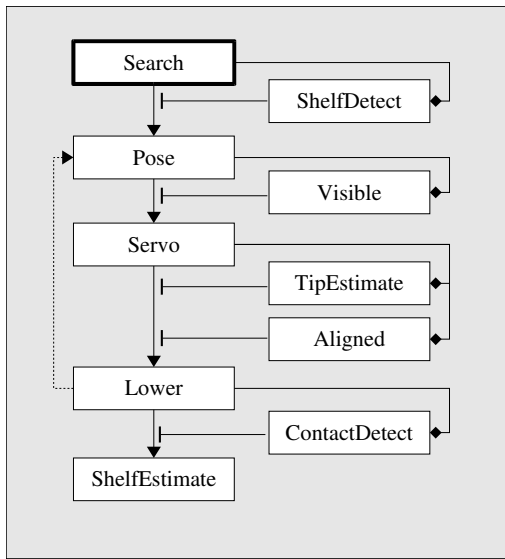 Search
ShelfDetect
Pose
Visible
Servo
TipEstimate
Aligned
Lower
ContactDetect
ShelfEstimate